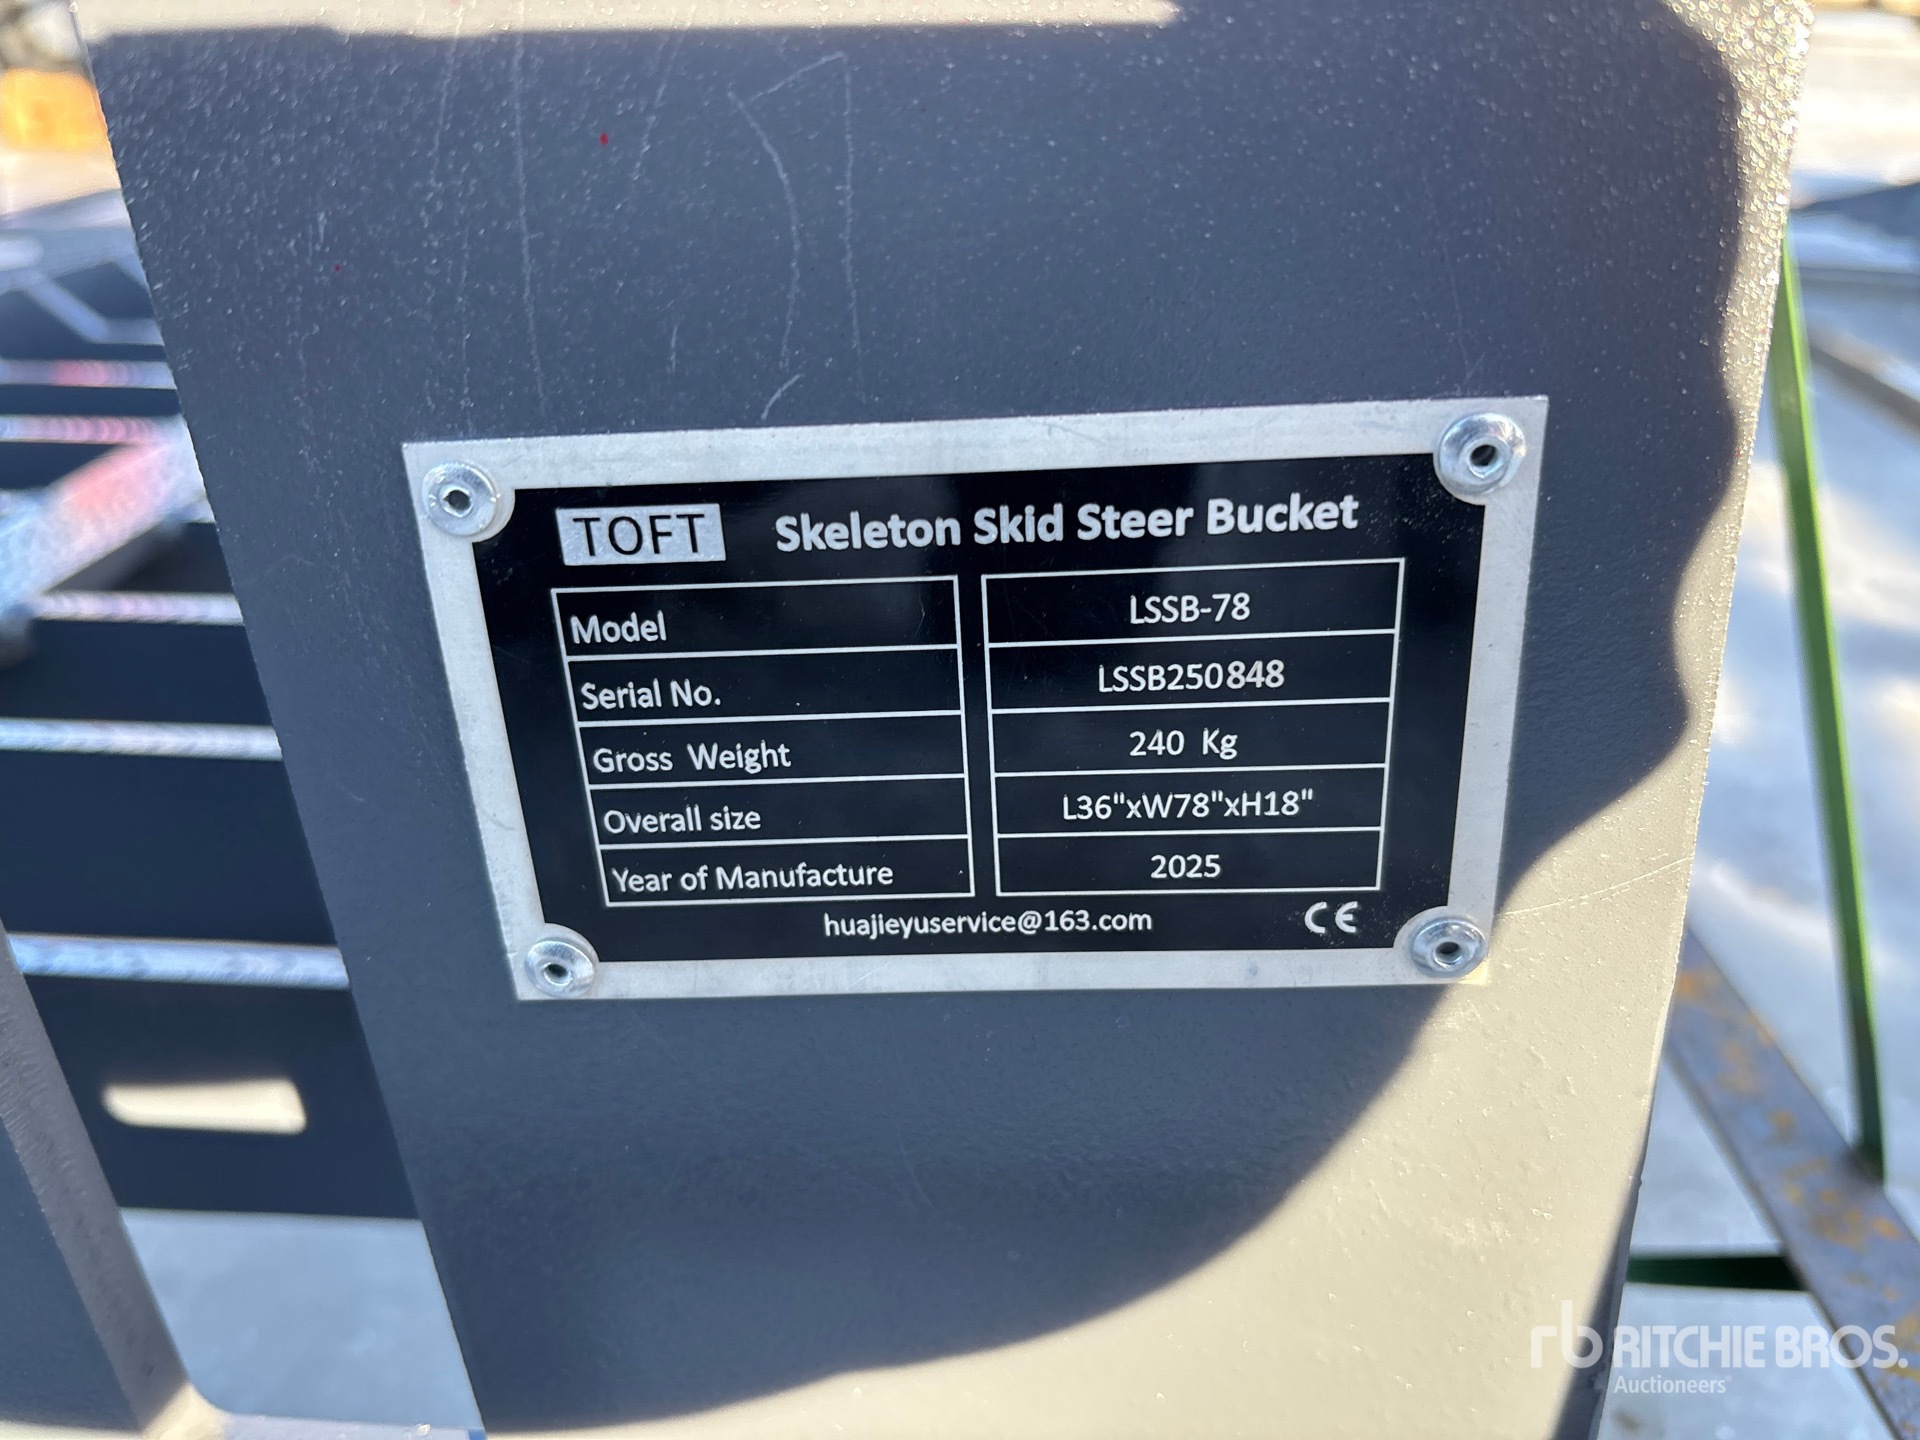 TOFT Skeleton Skid Steer Bucket
Model LSSB-78
Serial No. LSSB250848
Gross Weight 240 Kg
Overall size L36"xW78"xH18"
Year of Manufacture 2025
huajieyuservice@163.com CE
rb RITCHIE BROS.
Auctioneers